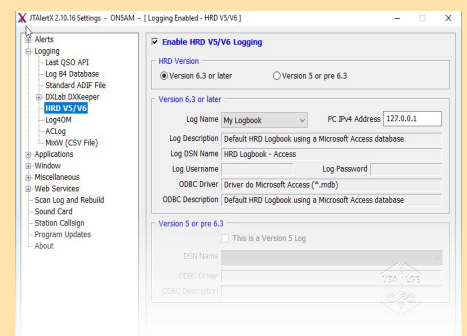 JTAlertX 2.10.16 Settings - ON5AM - [ Logging Enabled - HRD V5/V6 ]
Alerts
Logging
Last QSO API
Log B4 Database
Standard ADIF File
DXLab DXKeeper
HRD V5/V6
Log4OM
ACLog
MixW (CSV File)
Applications
Window
Miscellaneous
Web Services
Scan Log and Rebuild
Sound Card
Station Callsign
Program Updates
About
Enable HRD V5/V6 Logging
HRD Version
Version 6.3 or later Version 5 or pre 6.3
Version 6.3 or later
Log Name My Logbook PC IPv4 Address 127.0.0.1
Log Description Default HRD Logbook using a Microsoft Access database
Log DSN Name HRD Logbook - Access
Log Username Log Password
ODBC Driver Driver do Microsoft Access (*.mdb)
ODBC Description Default HRD Logbook using a Microsoft Access database
Version 5 or pre 6.3
This is a Version 5 Log
DSN Name
ODBC Driver
ODBC Description